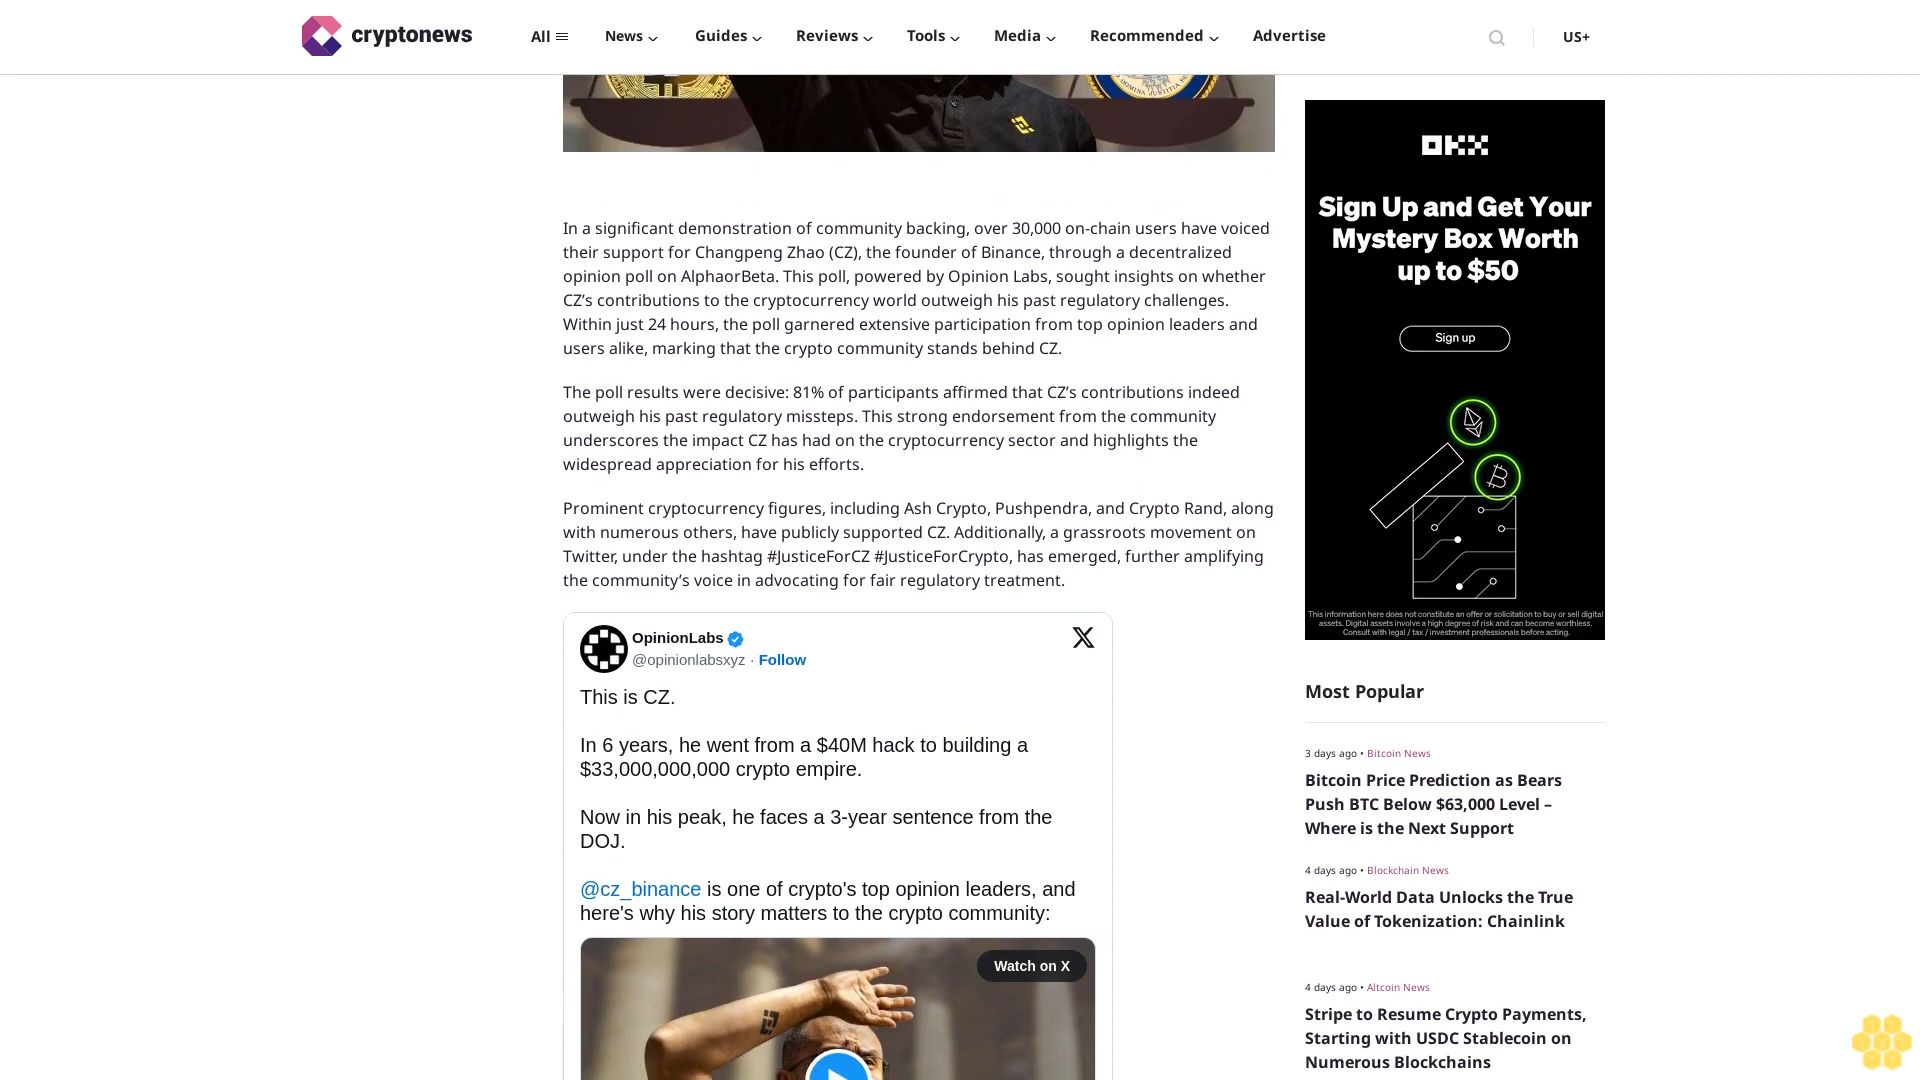 cryptonews
All
News
Guides
Reviews
Tools
Media
Recommended
Advertise
US+
In a significant demonstration of community backing, over 30,000 on-chain users have voiced
their support for Changpeng Zhao (CZ), the founder of Binance, through a decentralized
opinion poll on AlphaorBeta. This poll, powered by Opinion Labs, sought insights on whether
CZ’s contributions to the cryptocurrency world outweigh his past regulatory challenges.
Within just 24 hours, the poll garnered extensive participation from top opinion leaders and
users alike, marking that the crypto community stands behind CZ.
The poll results were decisive: 81% of participants affirmed that CZ’s contributions indeed
outweigh his past regulatory missteps. This strong endorsement from the community
underscores the impact CZ has had on the cryptocurrency sector and highlights the
widespread appreciation for his efforts.
Prominent cryptocurrency figures, including Ash Crypto, Pushpendra, and Crypto Rand, along
with numerous others, have publicly supported CZ. Additionally, a grassroots movement on
Twitter, under the hashtag #JusticeForCZ #JusticeForCrypto, has emerged, further amplifying
the community’s voice in advocating for fair regulatory treatment.
OpinionLabs
@opinionlabsxyz · Follow
This is CZ.
In 6 years, he went from a $40M hack to building a
$33,000,000,000 crypto empire.
Now in his peak, he faces a 3-year sentence from the
DOJ.
@cz_binance is one of crypto's top opinion leaders, and
here's why his story matters to the crypto community:
Watch on X
OKX
Sign Up and Get Your
Mystery Box Worth
up to $50
Sign up
This information here does not constitute an offer or solicitation to buy or sell digital
assets. Digital assets involve a high degree of risk and can become worthless.
Consult with legal / tax / investment professionals before acting.
Most Popular
3 days ago • Bitcoin News
Bitcoin Price Prediction as Bears
Push BTC Below $63,000 Level –
Where is the Next Support
4 days ago • Blockchain News
Real-World Data Unlocks the True
Value of Tokenization: Chainlink
4 days ago • Altcoin News
Stripe to Resume Crypto Payments,
Starting with USDC Stablecoin on
Numerous Blockchains